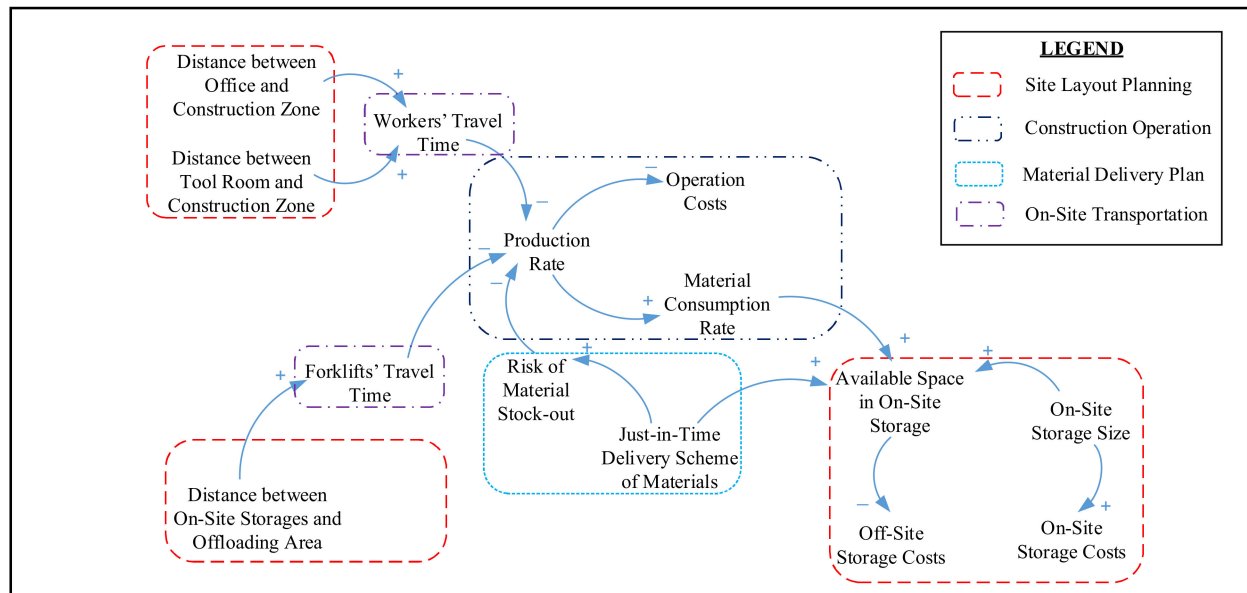 Distance between
Office and
Construction Zone
+
Workers' Travel
Time
Distance between
Tool Room and
Construction Zone
+
–
Operation
Costs
–
Production
Rate
–
–
Material
Consumption
Rate
+
+
Forklifts' Travel
Time
+
Risk of
Material
Stock-out
+
Just-in-Time
Delivery Scheme
of Materials
+
Available Space
in On-Site
Storage
+
On-Site
Storage Size
Distance between
On-Site Storages and
Offloading Area
–
Off-Site
Storage Costs
+
On-Site
Storage Costs
LEGEND
Site Layout Planning
Construction Operation
Material Delivery Plan
On-Site Transportation